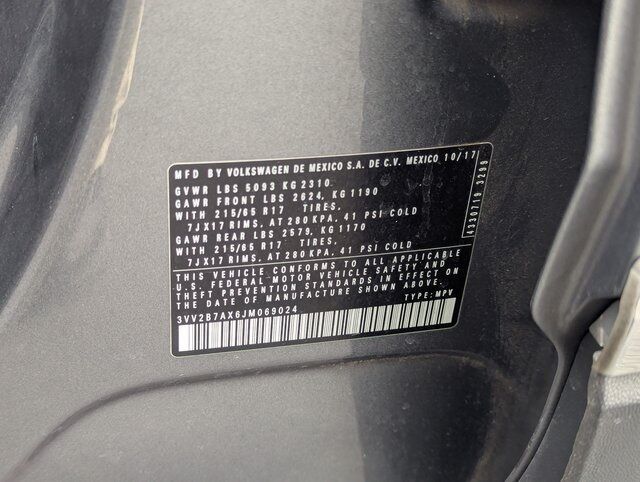 MFD BY VOLKSWAGEN DE MEXICO S.A. DE C.V. MEXICO 10/17
GVWR LBS 5093 KG 2310
GAWR FRONT LBS 2624, KG 1190
WITH 215/65 R17 TIRES,
7JX17 RIMS, AT 280 KPA, 41 PSI COLD
GAWR REAR LBS 2579, KG 1170
WITH 215/65 R17 TIRES,
7JX17 RIMS, AT 280 KPA, 41 PSI COLD
THIS VEHICLE CONFORMS TO ALL APPLICABLE
U.S. FEDERAL MOTOR VEHICLE SAFETY AND
THEFT PREVENTION STANDARDS IN EFFECT ON
THE DATE OF MANUFACTURE SHOWN ABOVE.
3VV2B7AX6JM069024 TYPE: MPV
4330719 3299